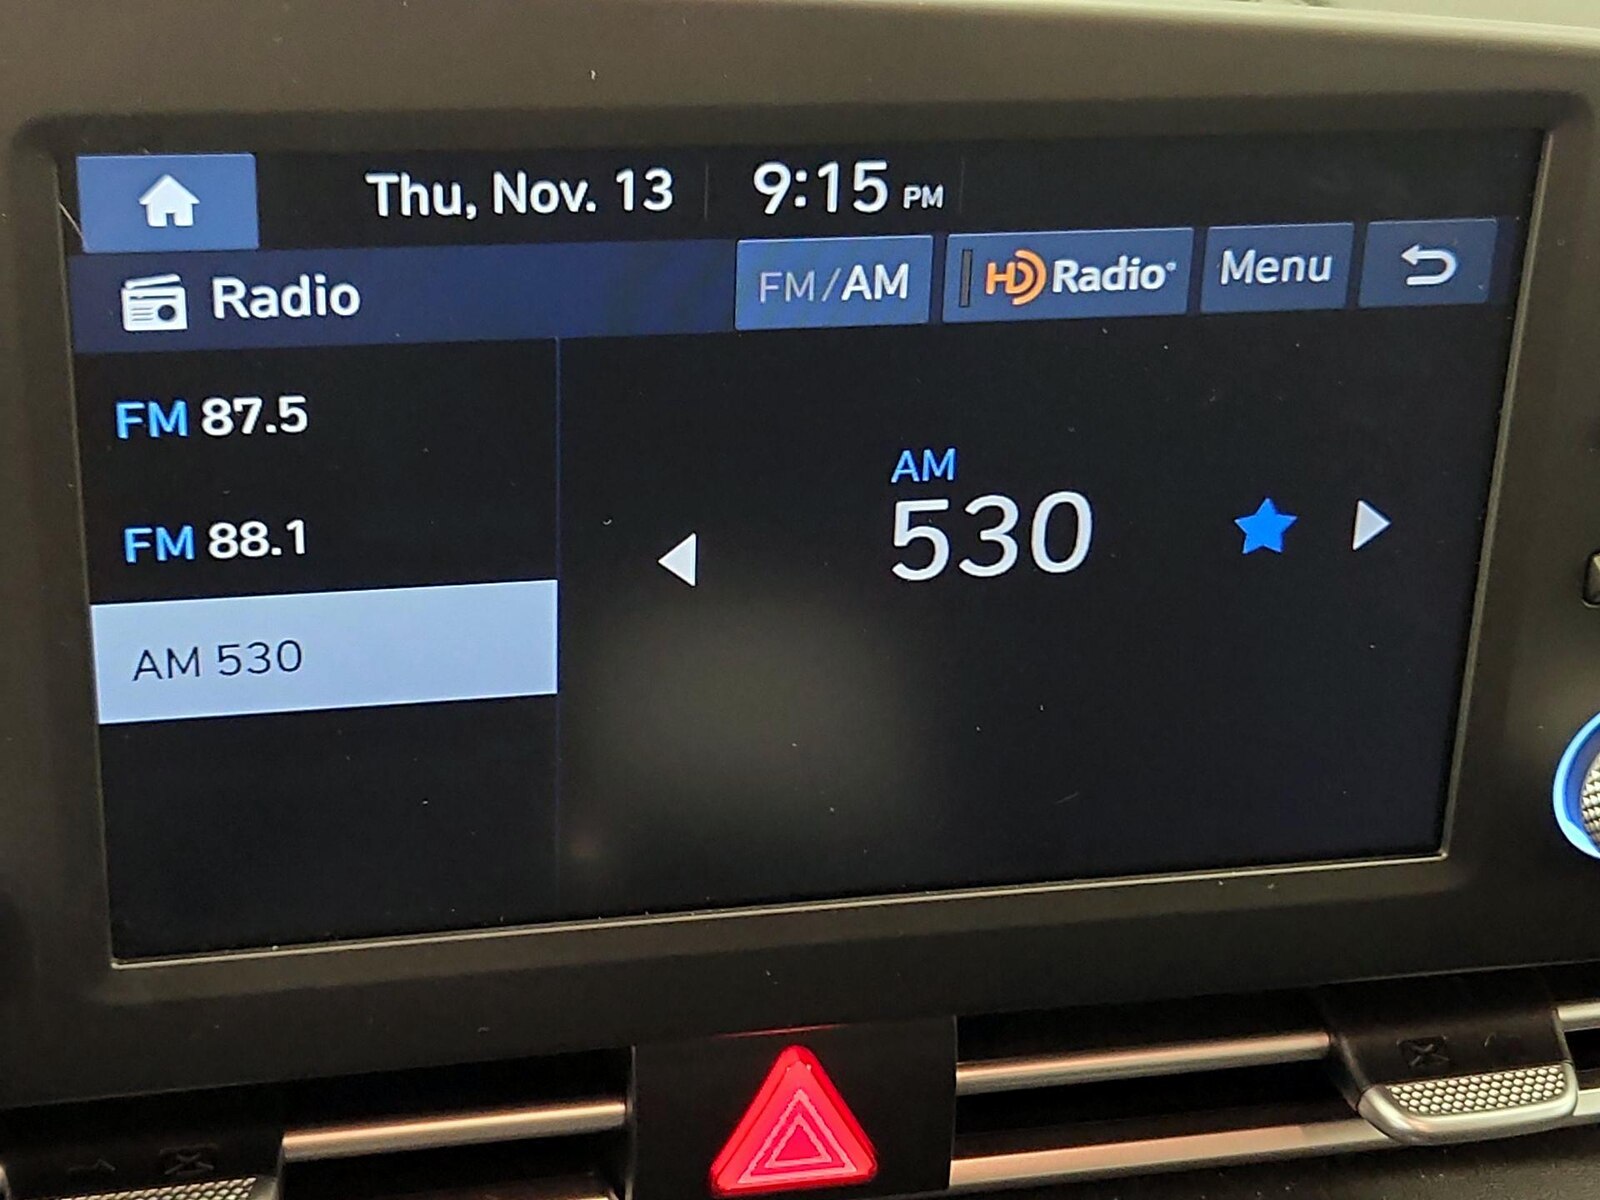 Thu, Nov. 13 9:15 PM
Radio FM/AM HD Radio® Menu
FM 87.5
FM 88.1
AM 530
AM
530